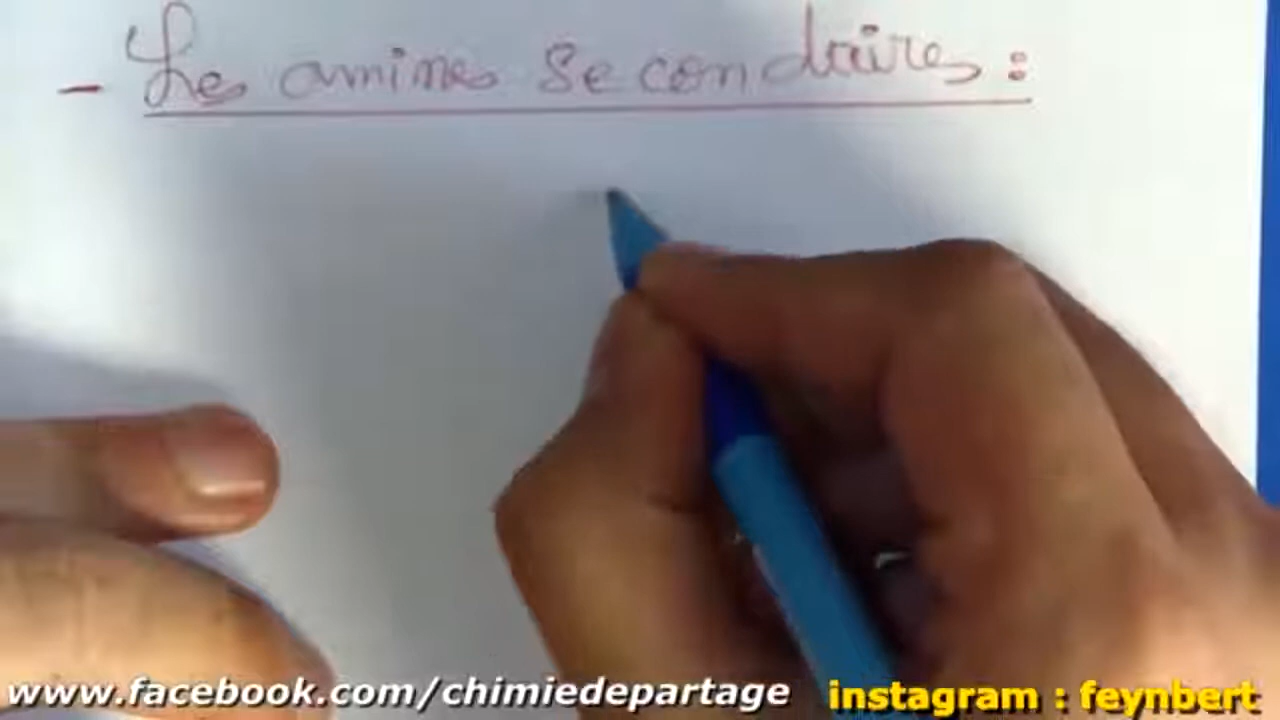 - Les amines secondaires :
www.facebook.com/chimiedepartage
instagram : feynbert